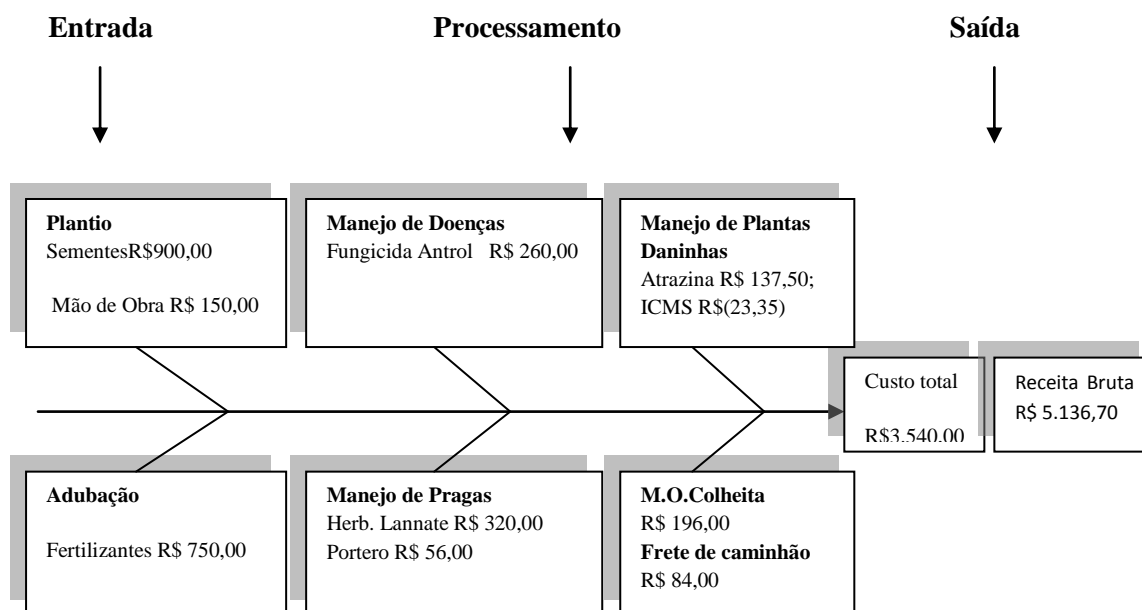 Entrada
Processamento
Saída
Plantio
SementesR$900,00
Mão de Obra R$ 150,00
Manejo de Doenças
Fungicida Antrol R$ 260,00
Manejo de Plantas
Daninhas
Atrazina R$ 137,50;
ICMS R$(23,35)
Custo total
R$3.540,00
Receita Bruta
R$ 5.136,70
Adubação
Fertilizantes R$ 750,00
Manejo de Pragas
Herb. Lannate R$ 320,00
Portero R$ 56,00
M.O.Colheita
R$ 196,00
Frete de caminhão
R$ 84,00